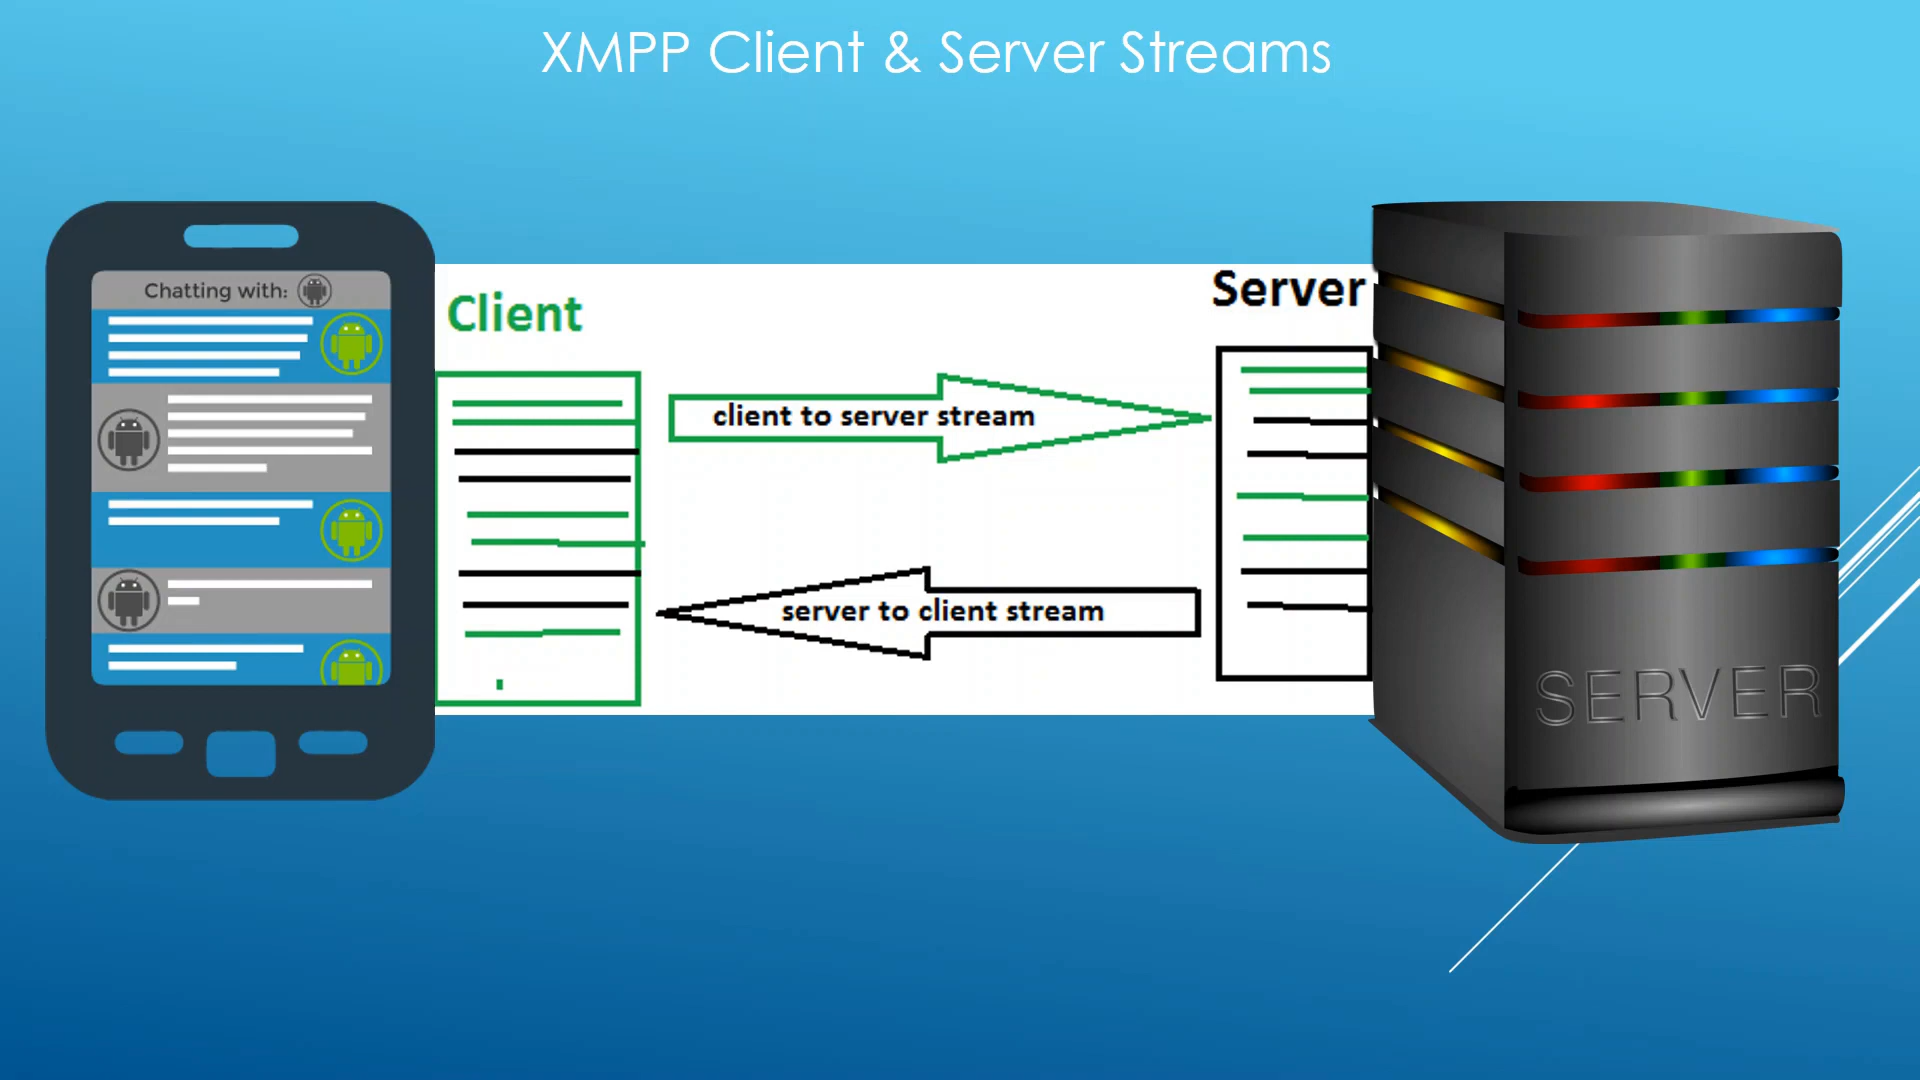 XMPP Client & Server Streams
Chatting with:
Client
Server
client to server stream
server to client stream
SERVER